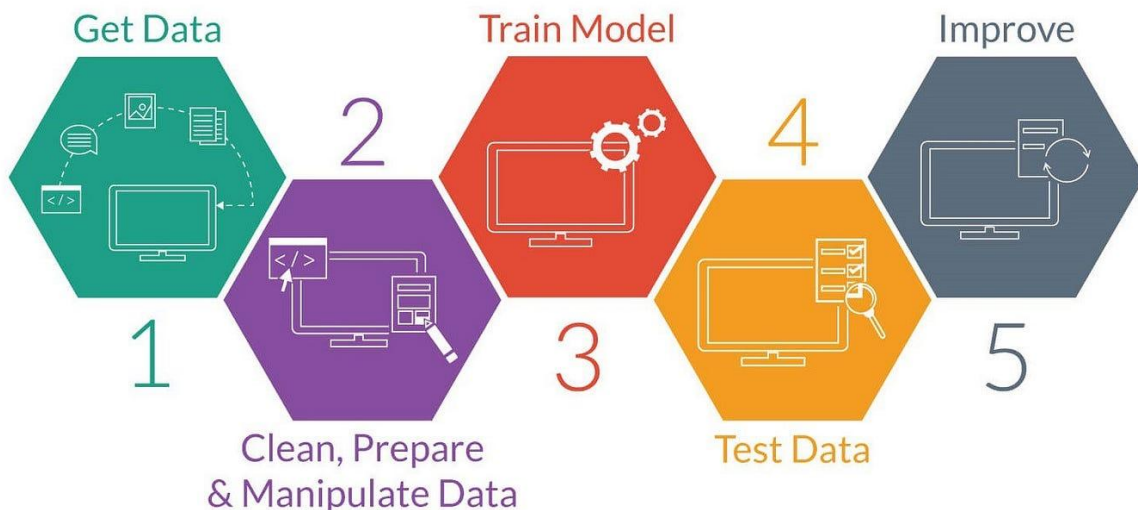 Get Data
</>
1
2
</>
Clean, Prepare
& Manipulate Data
Train Model
3
4
Test Data
Improve
5